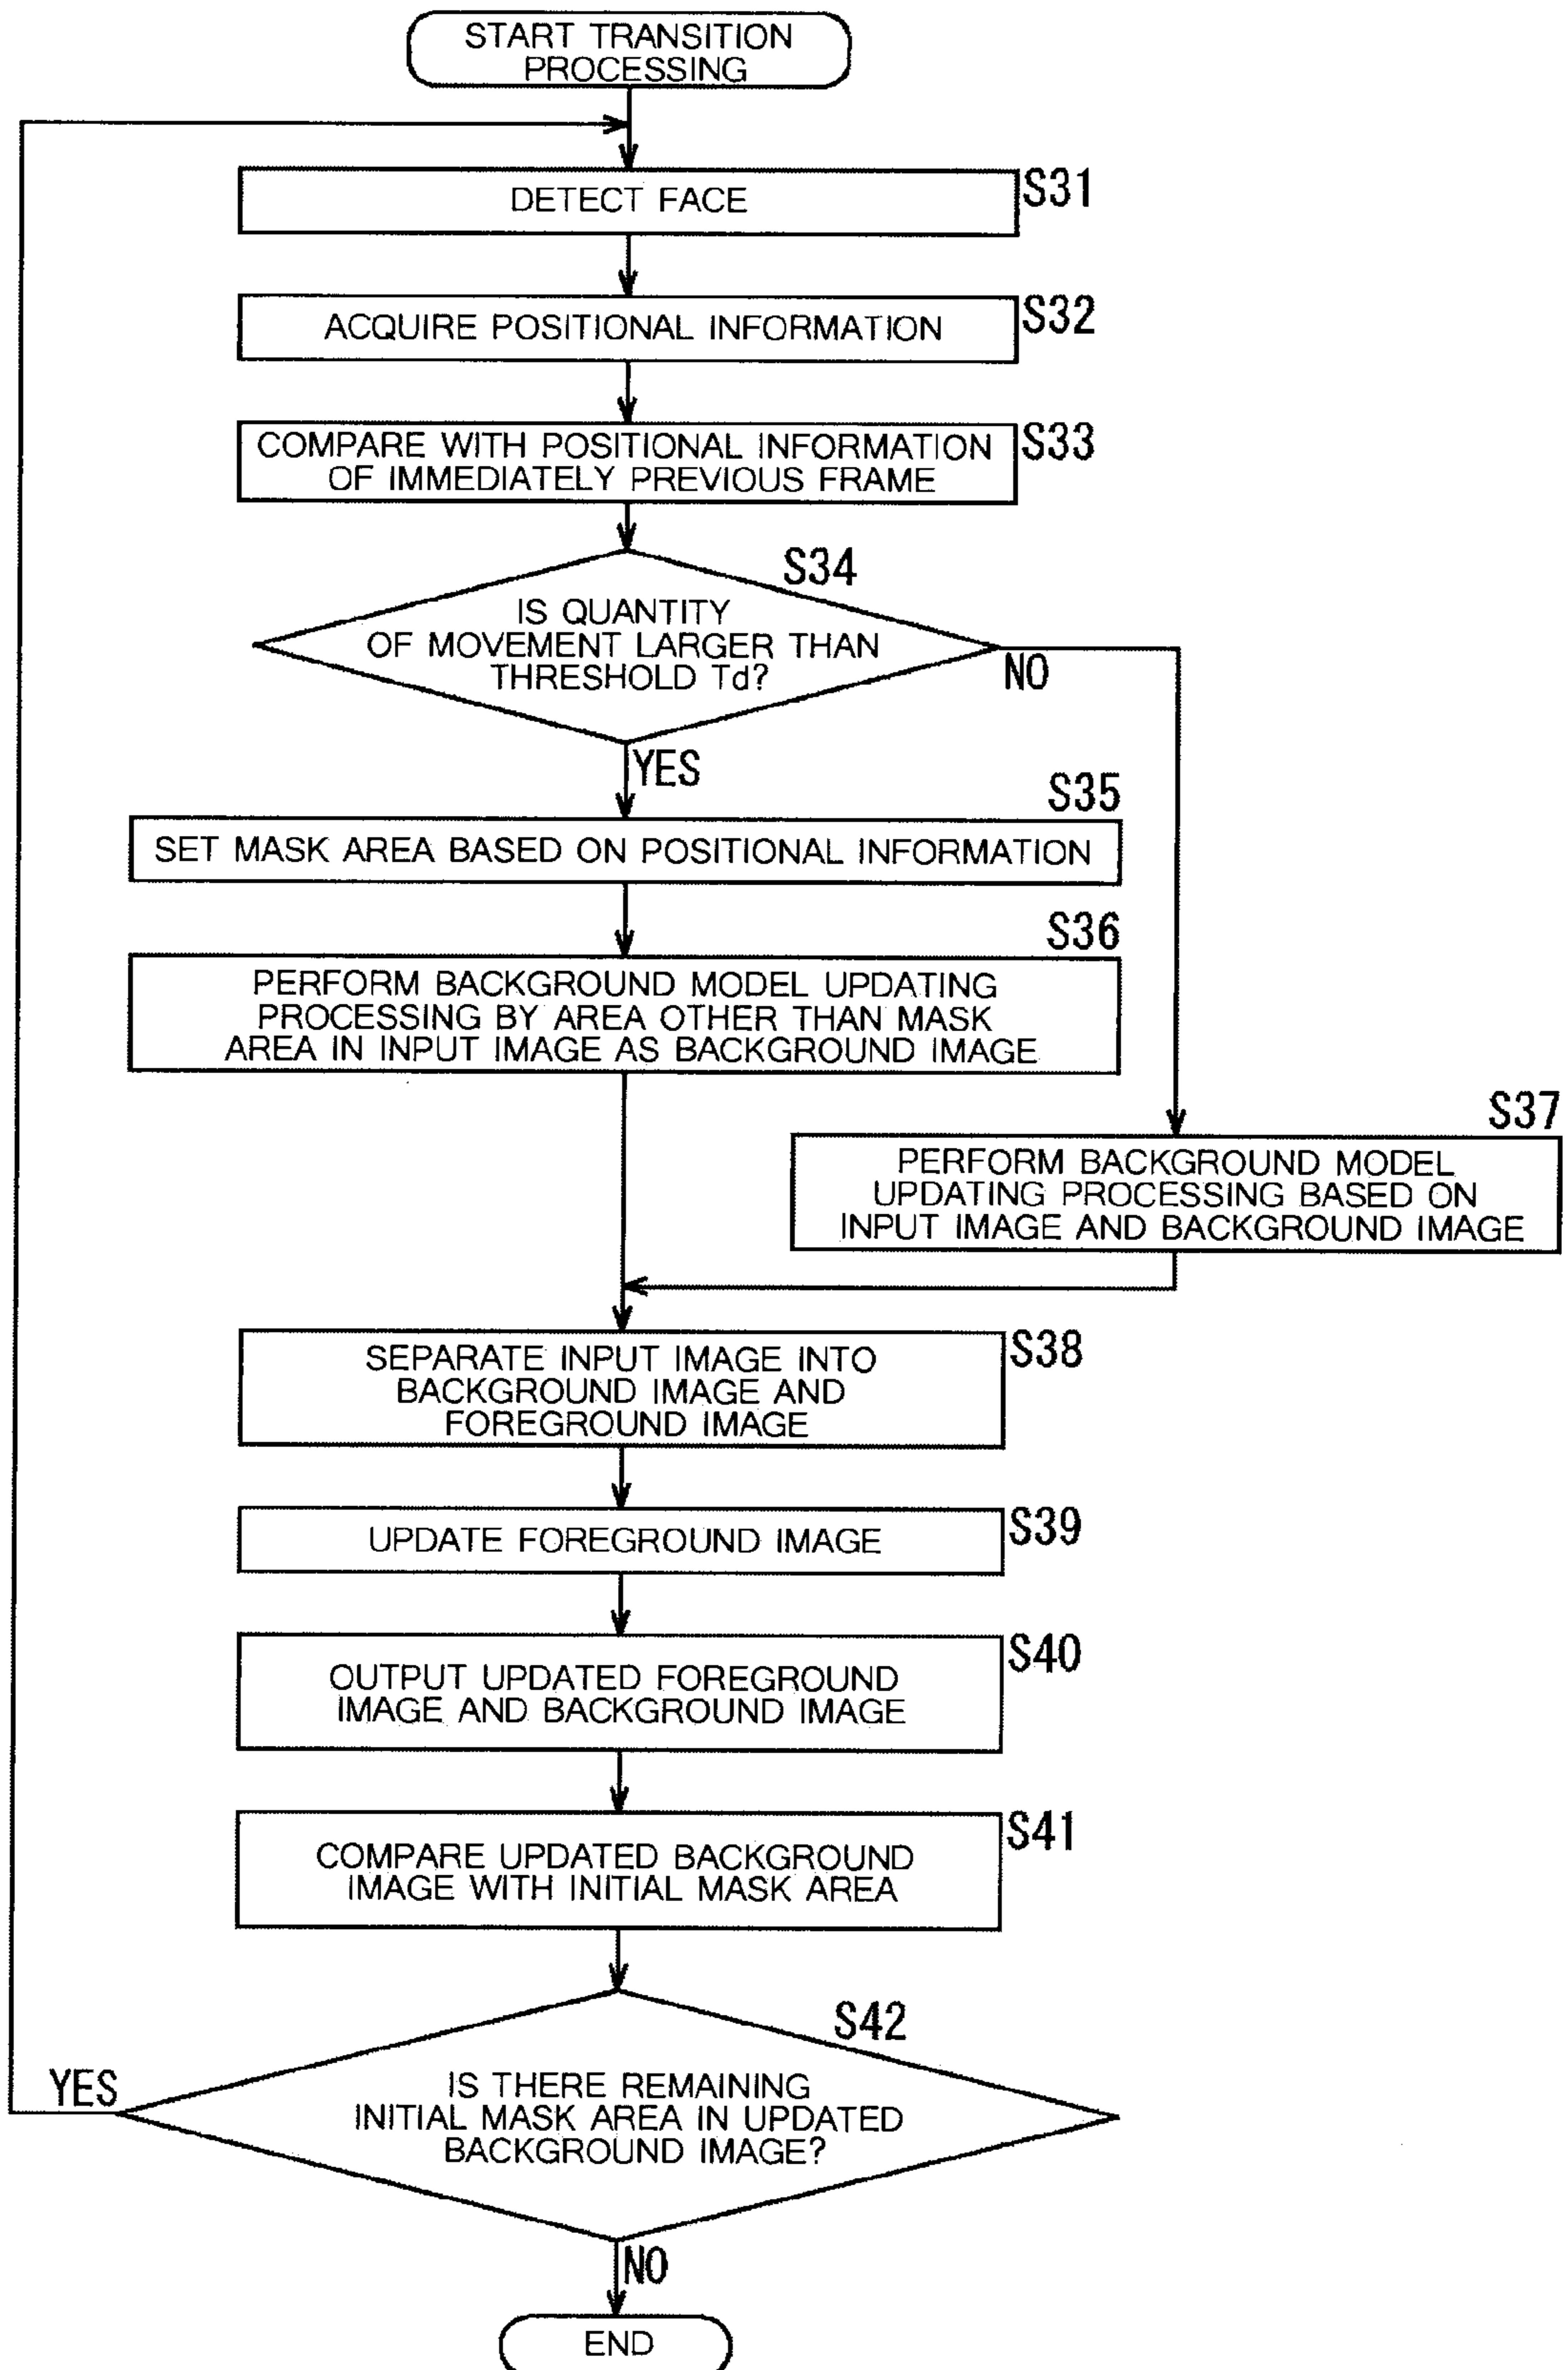 START TRANSITION
PROCESSING
DETECT FACE
S31
ACQUIRE POSITIONAL INFORMATION
S32
COMPARE WITH POSITIONAL INFORMATION
OF IMMEDIATELY PREVIOUS FRAME
S33
S34
IS QUANTITY
OF MOVEMENT LARGER THAN
THRESHOLD Td?
NO
YES
S35
SET MASK AREA BASED ON POSITIONAL INFORMATION
S36
PERFORM BACKGROUND MODEL UPDATING
PROCESSING BY AREA OTHER THAN MASK
AREA IN INPUT IMAGE AS BACKGROUND IMAGE
S37
PERFORM BACKGROUND MODEL
UPDATING PROCESSING BASED ON
INPUT IMAGE AND BACKGROUND IMAGE
SEPARATE INPUT IMAGE INTO
BACKGROUND IMAGE AND
FOREGROUND IMAGE
S38
UPDATE FOREGROUND IMAGE
S39
OUTPUT UPDATED FOREGROUND
IMAGE AND BACKGROUND IMAGE
S40
COMPARE UPDATED BACKGROUND
IMAGE WITH INITIAL MASK AREA
S41
S42
YES
IS THERE REMAINING
INITIAL MASK AREA IN UPDATED
BACKGROUND IMAGE?
NO
END